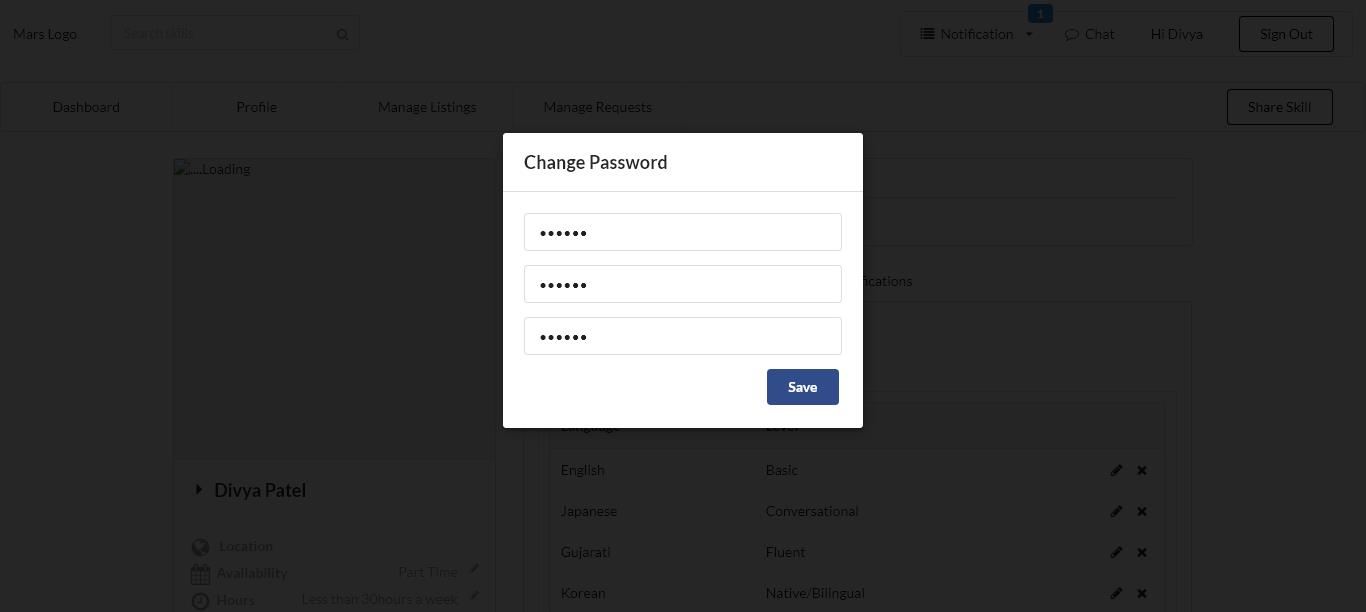 Mars Logo
Search skills
Notification
1
Chat
Hi Divya
Sign Out
Dashboard
Profile
Manage Listings
Manage Requests
Share Skill
Change Password
••••••
••••••
••••••
Save
....Loading
fications
Language
Level
English
Basic
Japanese
Conversational
Gujarati
Fluent
Korean
Native/Bilingual
Divya Patel
Location
Availability
Part Time
Hours
Less than 30hours a week